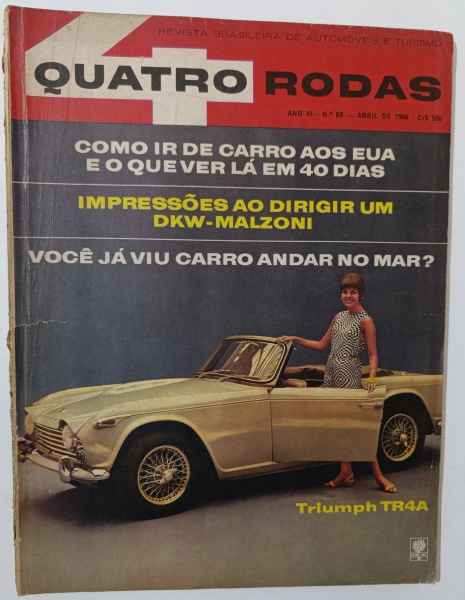 REVISTA BRASILEIRA DE AUTOMÓVEIS E TURISMO
4
QUATRO RODAS
ANO VI - N.º 69 — ABRIL DE 1966 - Cr$ 500
COMO IR DE CARRO AOS EUA
E O QUE VER LÁ EM 40 DIAS
IMPRESSÕES AO DIRIGIR UM
DKW-MALZONI
VOCÊ JÁ VIU CARRO ANDAR NO MAR?
Triumph TR4A